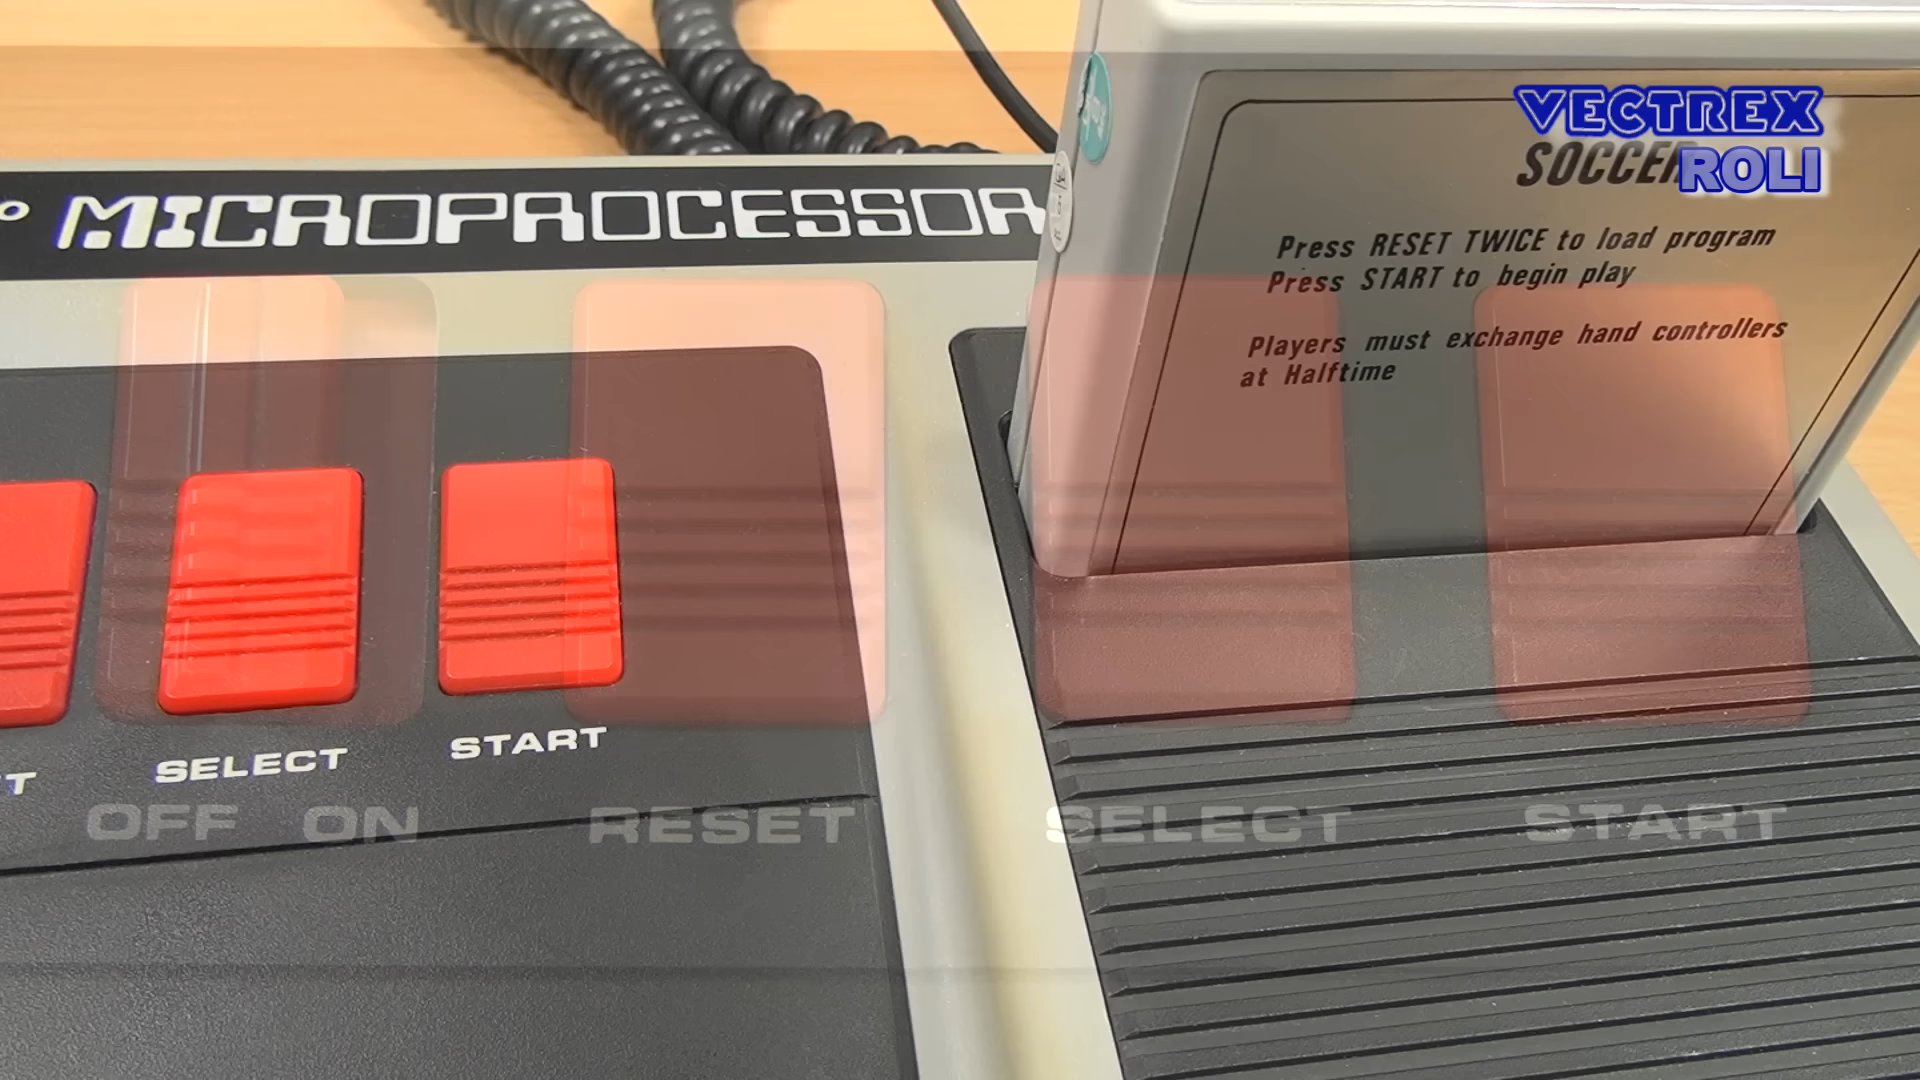 VECTREX
ROLI
MICROPROCESSOR
SOCCER
Press RESET TWICE to load program
Press START to begin play
Players must exchange hand controllers
at Halftime
SELECT
START
OFF ON RESET SELECT START